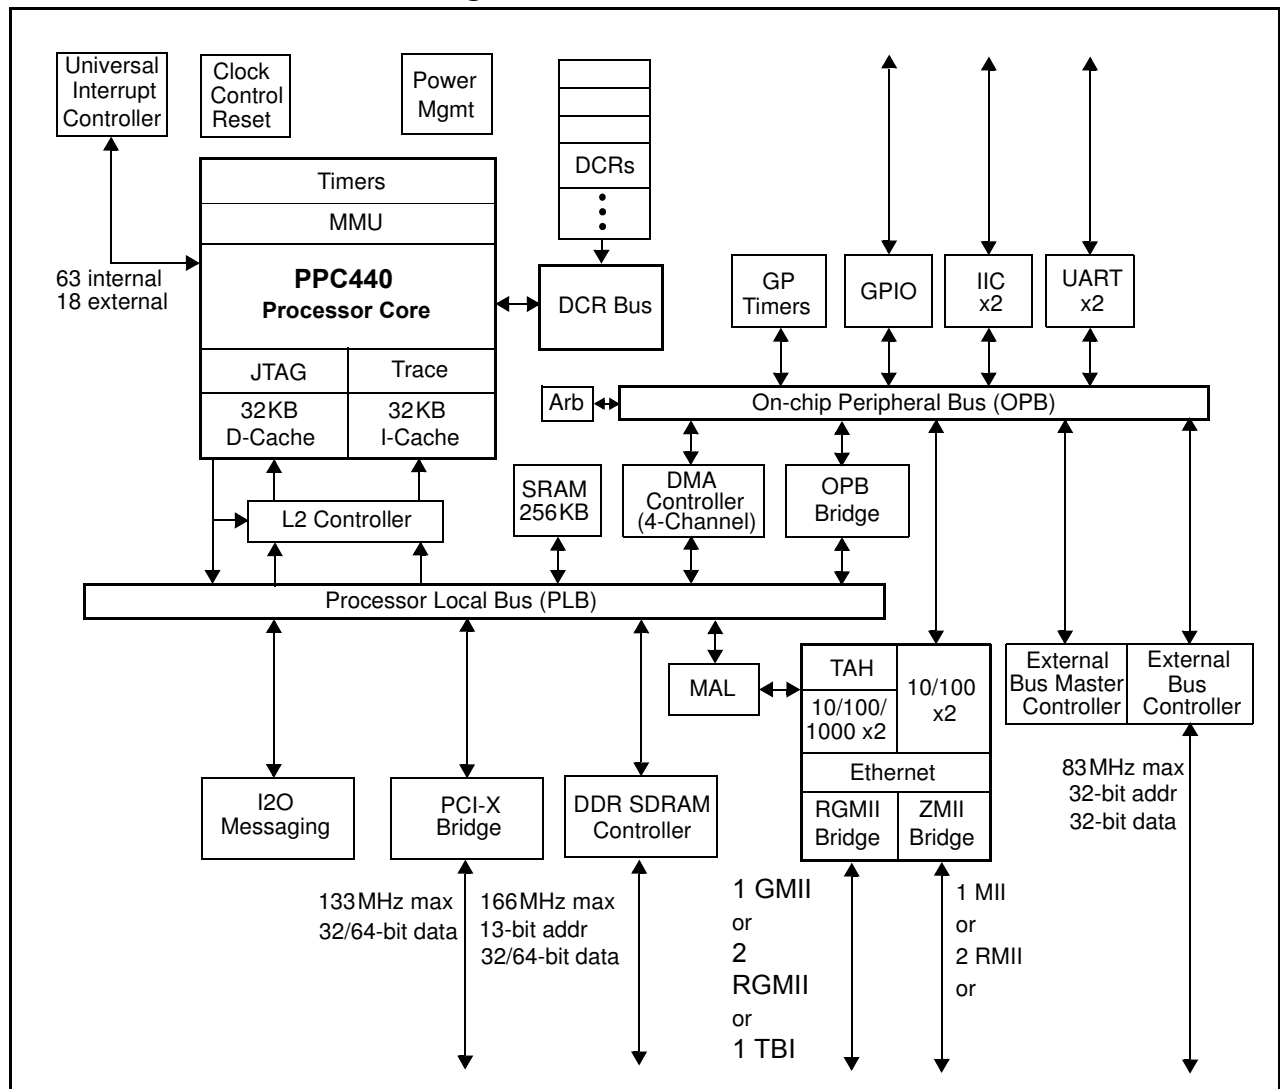 Universal
Interrupt
Controller
Clock
Control
Reset
Power
Mgmt
DCRs
Timers
MMU
PPC440
Processor Core
63 internal
18 external
DCR Bus
GP
Timers
GPIO
IIC
x2
UART
x2
JTAG
Trace
32KB
D-Cache
32KB
I-Cache
Arb
On-chip Peripheral Bus (OPB)
L2 Controller
SRAM
256KB
DMA
Controller
(4-Channel)
OPB
Bridge
Processor Local Bus (PLB)
MAL
TAH
10/100/
1000 x2
10/100
x2
Ethernet
RGMII
Bridge
ZMII
Bridge
External
Bus Master
Controller
External
Bus
Controller
I2O
Messaging
PCI-X
Bridge
DDR SDRAM
Controller
83MHz max
32-bit addr
32-bit data
133MHz max
32/64-bit data
166MHz max
13-bit addr
32/64-bit data
1 GMII
or
2
RGMII
or
1 TBI
1 MII
or
2 RMII
or